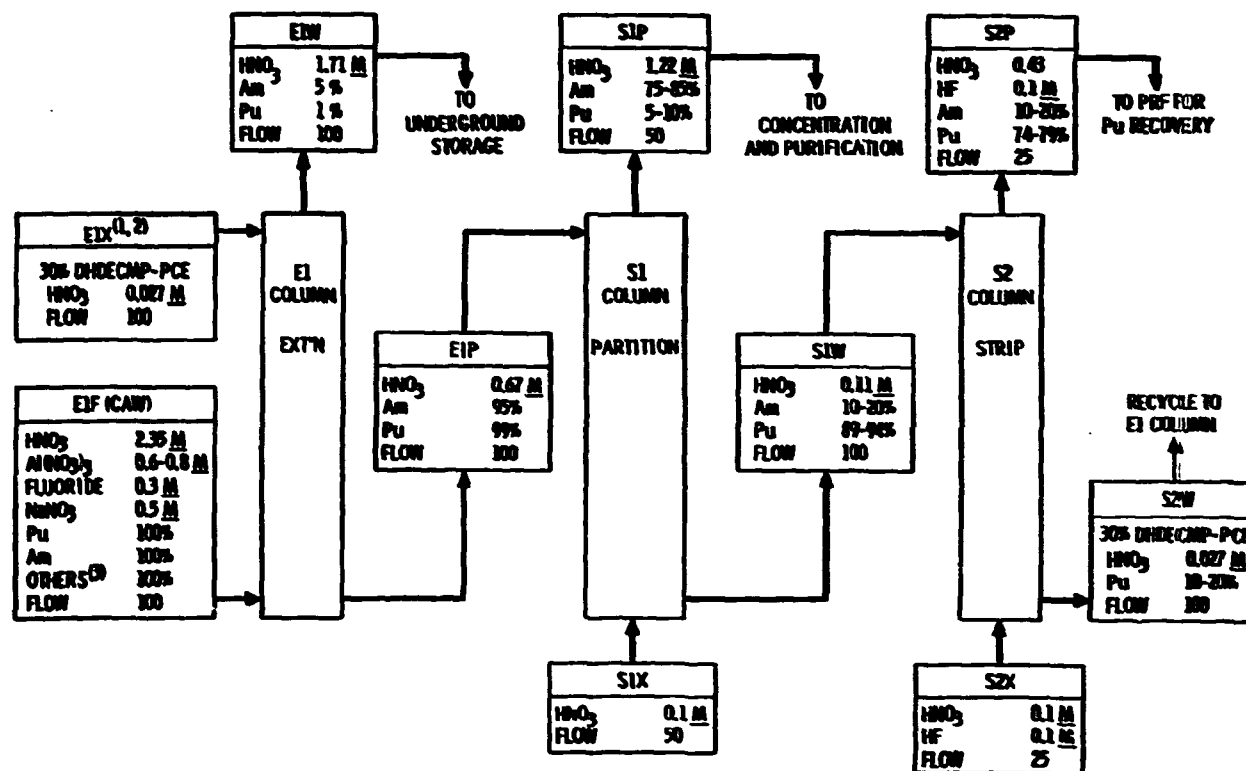 E1W
HNO3 1.71 M
Am 5 %
Pu 1 %
FLOW 100
TO
UNDERGROUND
STORAGE
S1P
HNO3 1.22 M
Am 75-85%
Pu 5-10%
FLOW 50
TO
CONCENTRATION
AND PURIFICATION
S2P
HNO3 0.43
HF 0.1 M
Am 10-20%
Pu 74-79%
FLOW 25
TO PRF FOR
Pu RECOVERY
E1X(1, 2)
30% DHDECMP-PCE
HNO3 0.027 M
FLOW 100
E1
COLUMN
EXT'N
S1
COLUMN
PARTITION
S2
COLUMN
STRIP
E1P
HNO3 0.67 M
Am 95%
Pu 99%
FLOW 100
S1W
HNO3 0.11 M
Am 10-20%
Pu 89-94%
FLOW 100
E1F (CAW)
HNO3 2.35 M
Al(NO3)3 0.6-0.8 M
FLUORIDE 0.3 M
NaNO3 0.5 M
Pu 100%
Am 100%
OTHERS(3) 100%
FLOW 100
RECYCLE TO
E1 COLUMN
S2W
30% DHDECMP-PCE
HNO3 0.027 M
Pu 10-20%
FLOW 100
S1X
HNO3 0.1 M
FLOW 50
S2X
HNO3 0.1 M
HF 0.1 M
FLOW 25